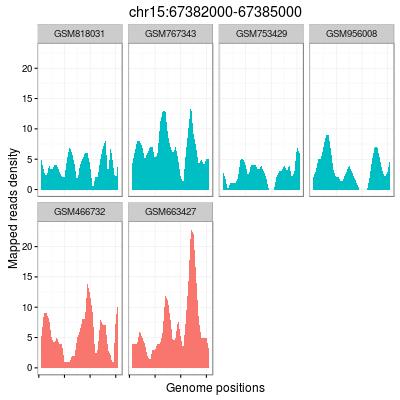 chr15:67382000-67385000
GSM818031 GSM767343 GSM753429 GSM956008
20
15
10
5
0
GSM466732 GSM663427
20
15
10
5
0
Mapped reads density
Genome positions